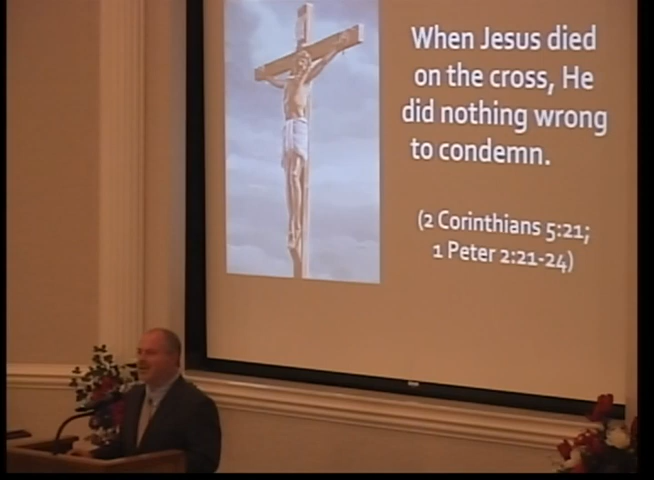 When Jesus died
on the cross, He
did nothing wrong
to condemn.
(2 Corinthians 5:21;
1 Peter 2:21-24)